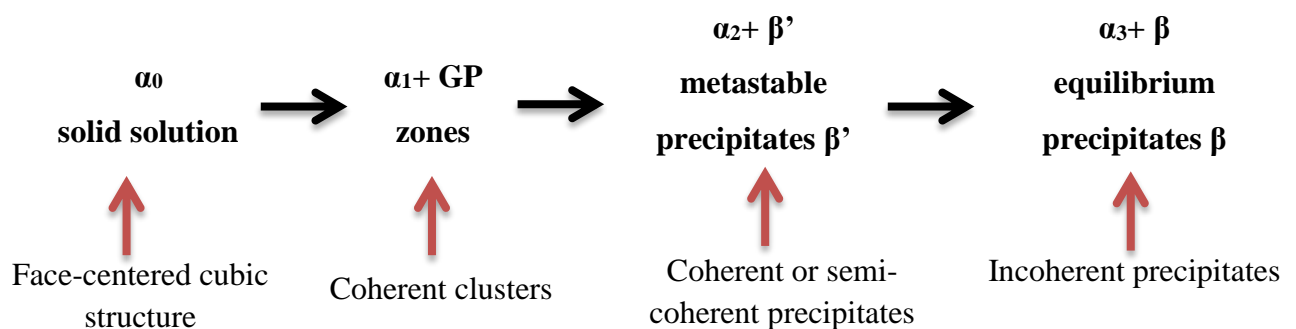 α₀
solid solution
α₁+ GP
zones
α₂+ β’
metastable
precipitates β’
α₃+ β
equilibrium
precipitates β
Face-centered cubic
structure
Coherent clusters
Coherent or semi-
coherent precipitates
Incoherent precipitates